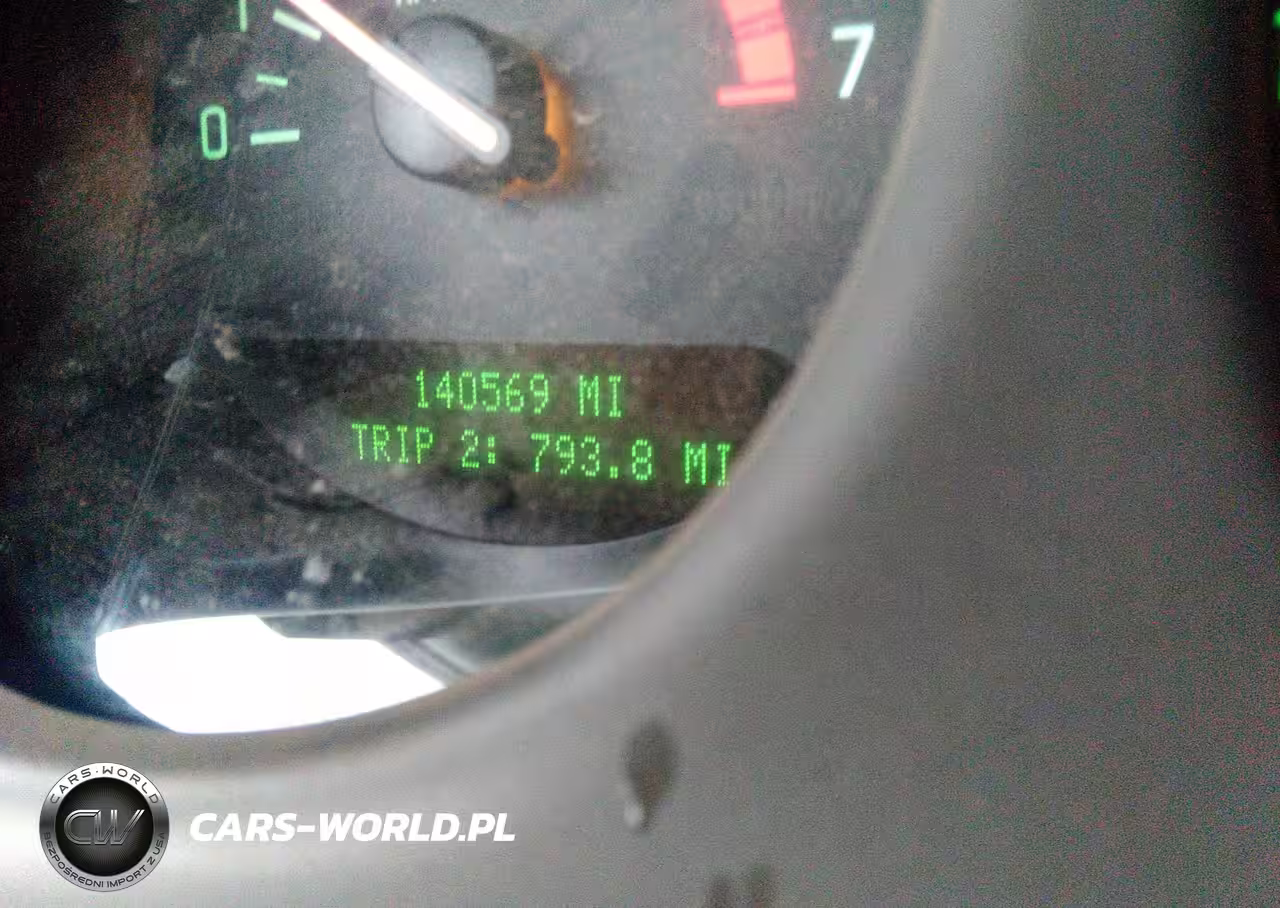 7
0
140569 MI
TRIP 2: 793.8 MI
CARS-WORLD
CW
BEZPOŚREDNI IMPORT Z USA
CARS-WORLD.PL